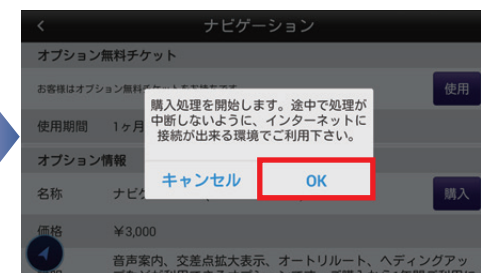 ナビゲーション
オプション無料チケット
お客様はオプション無料
使用
使用期間 1ヶ月
購入処理を開始します。途中で処理が
中断しないように、インターネットに
接続が出来る環境でご利用下さい。
キャンセル OK
オプション情報
名称 ナビ
購入
価格 ¥3,000
音声案内、交差点拡大表示、オートリルート、ヘディングアッ